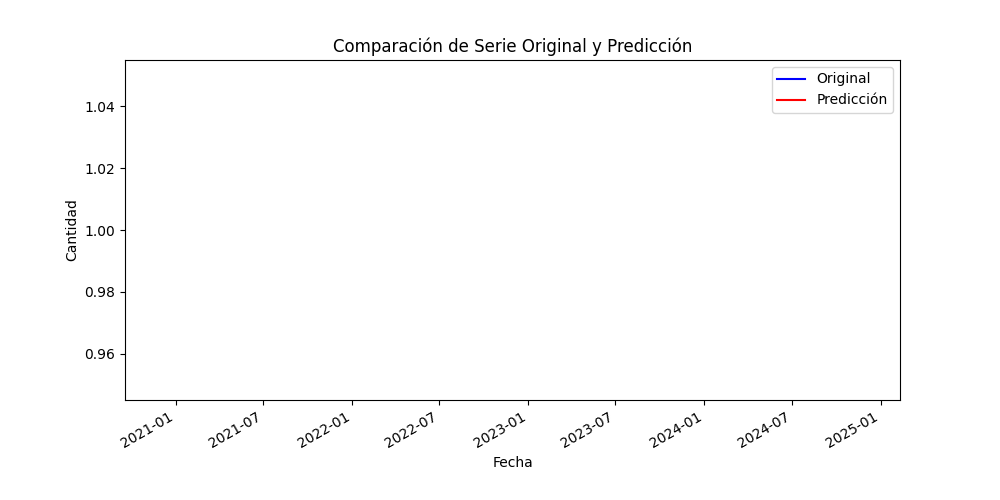 Comparación de Serie Original y Predicción
Original
Predicción
1.04
1.02
1.00
0.98
0.96
Cantidad
2021-01
2021-07
2022-01
2022-07
2023-01
2023-07
2024-01
2024-07
2025-01
Fecha